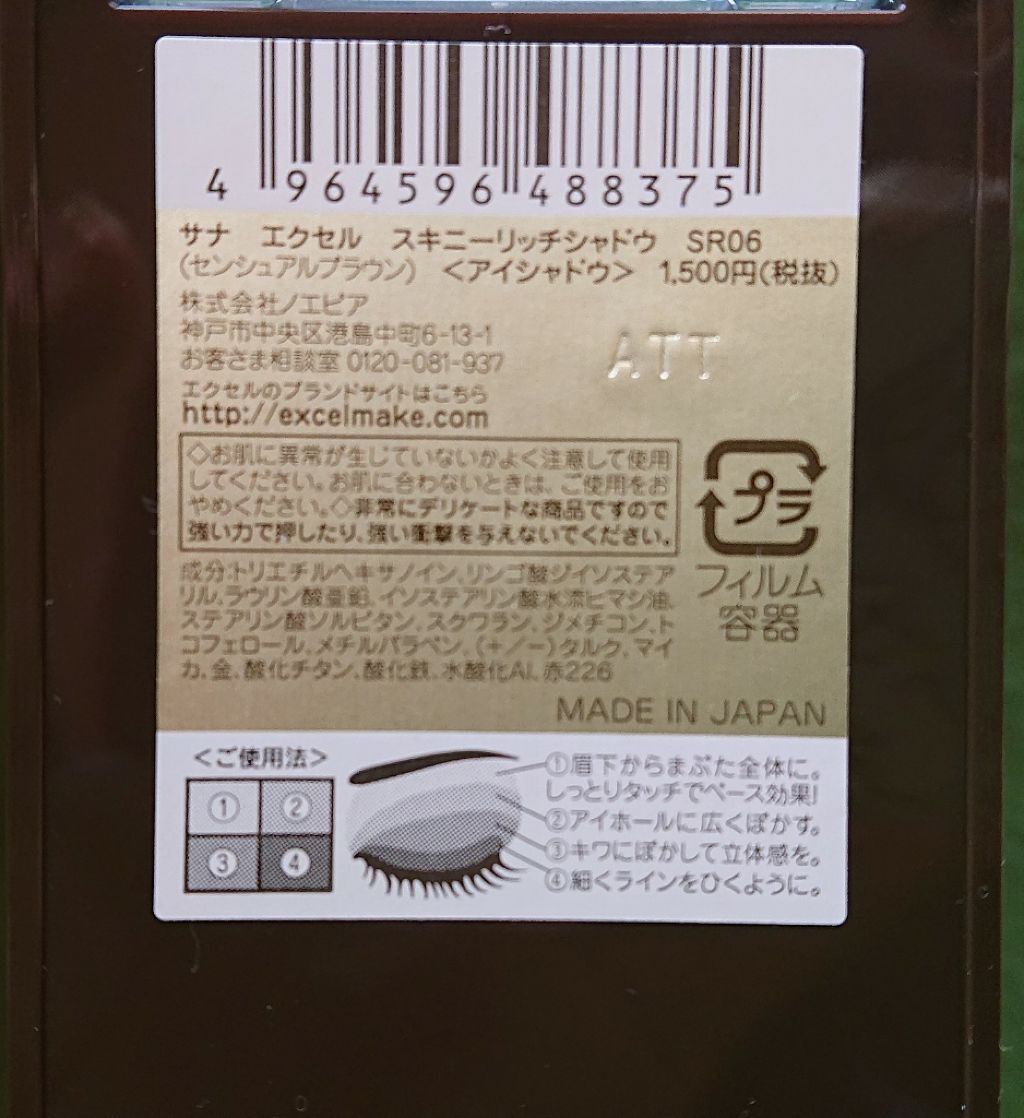 4 964596 488375
サナ エクセル スキニーリッチシャドウ SR06
(センシュアルブラウン) <アイシャドウ> 1,500円(税抜)
株式会社ノエビア
神戸市中央区港島中町6-13-1
お客さま相談室 0120-081-937
エクセルのブランドサイトはこちら
http://excelmake.com
ATT
◇お肌に異常が生じていないかよく注意して使用
してください。お肌に合わないときは、ご使用をお
やめください。◇非常にデリケートな商品ですので
強い力で押したり、強い衝撃を与えないでください。
プラ
フィルム
容器
成分:トリエチルヘキサノイン、リンゴ酸ジイソステア
リル、ラウリン酸亜鉛、イソステアリン酸水添ヒマシ油、
ステアリン酸ソルビタン、スクワラン、ジメチコン、ト
コフェロール、メチルパラベン、(+/-)タルク、マイ
カ、金、酸化チタン、酸化鉄、水酸化Al、赤226
MADE IN JAPAN
<ご使用法>
① ②
③ ④
①眉下からまぶた全体に。
しっとりタッチでベース効果!
②アイホールに広くぼかす。
③キワにぼかして立体感を。
④細くラインをひくように。